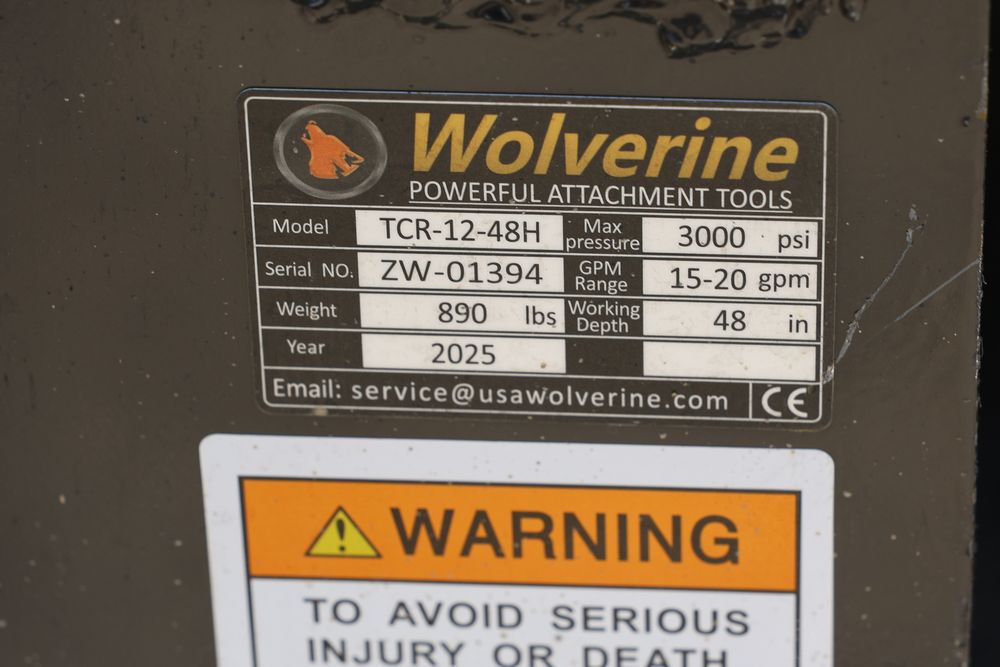 Wolverine
POWERFUL ATTACHMENT TOOLS
Model TCR-12-48H Max pressure 3000 psi
Serial NO. ZW-01394 GPM Range 15-20 gpm
Weight 890 lbs Working Depth 48 in
Year 2025
Email: service@usawolverine.com CE
WARNING
TO AVOID SERIOUS
INJURY OR DEATH